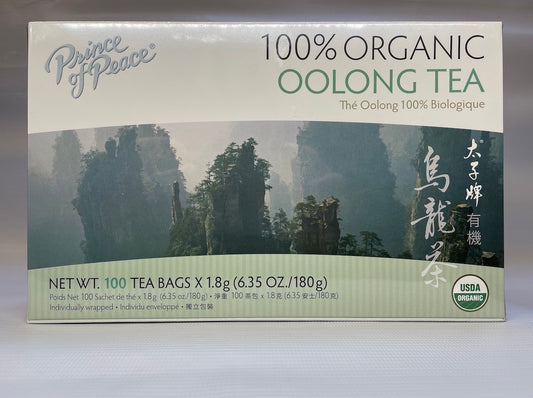 Prince of Peace®
100% ORGANIC
OOLONG TEA
Thé Oolong 100% Biologique
太子牌®
有機
烏龍茶
NET WT. 100 TEA BAGS X 1.8g (6.35 OZ./180g)
Poids Net 100 Sachet de thé x 1.8g (6.35 oz/180g) • 淨重 100 茶包 x 1.8克 (6.35 安士/180克)
Individually wrapped • Individu enveloppé • 獨立包裝
USDA
ORGANIC